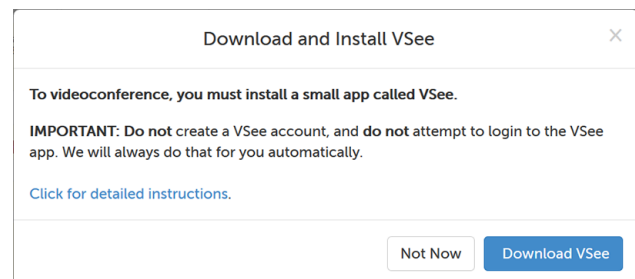 Download and Install VSee
To videoconference, you must install a small app called VSee.
IMPORTANT: Do not create a VSee account, and do not attempt to login to the VSee
app. We will always do that for you automatically.
Click for detailed instructions.
Not Now
Download VSee